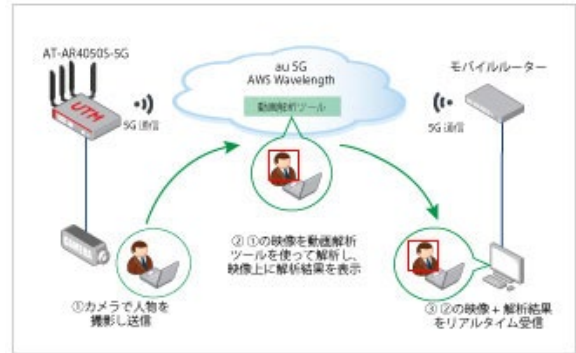 AT-AR4050S-5G
au 5G
AWS Wavelength
モバイルルーター
UTM
動画解析ツール
5G 通信
5G 通信
CAMERA
② ①の映像を動画解析
ツールを使って解析し、
映像上に解析結果を表示
①カメラで人物を
撮影し送信
③ ②の映像 + 解析結果
をリアルタイム受信